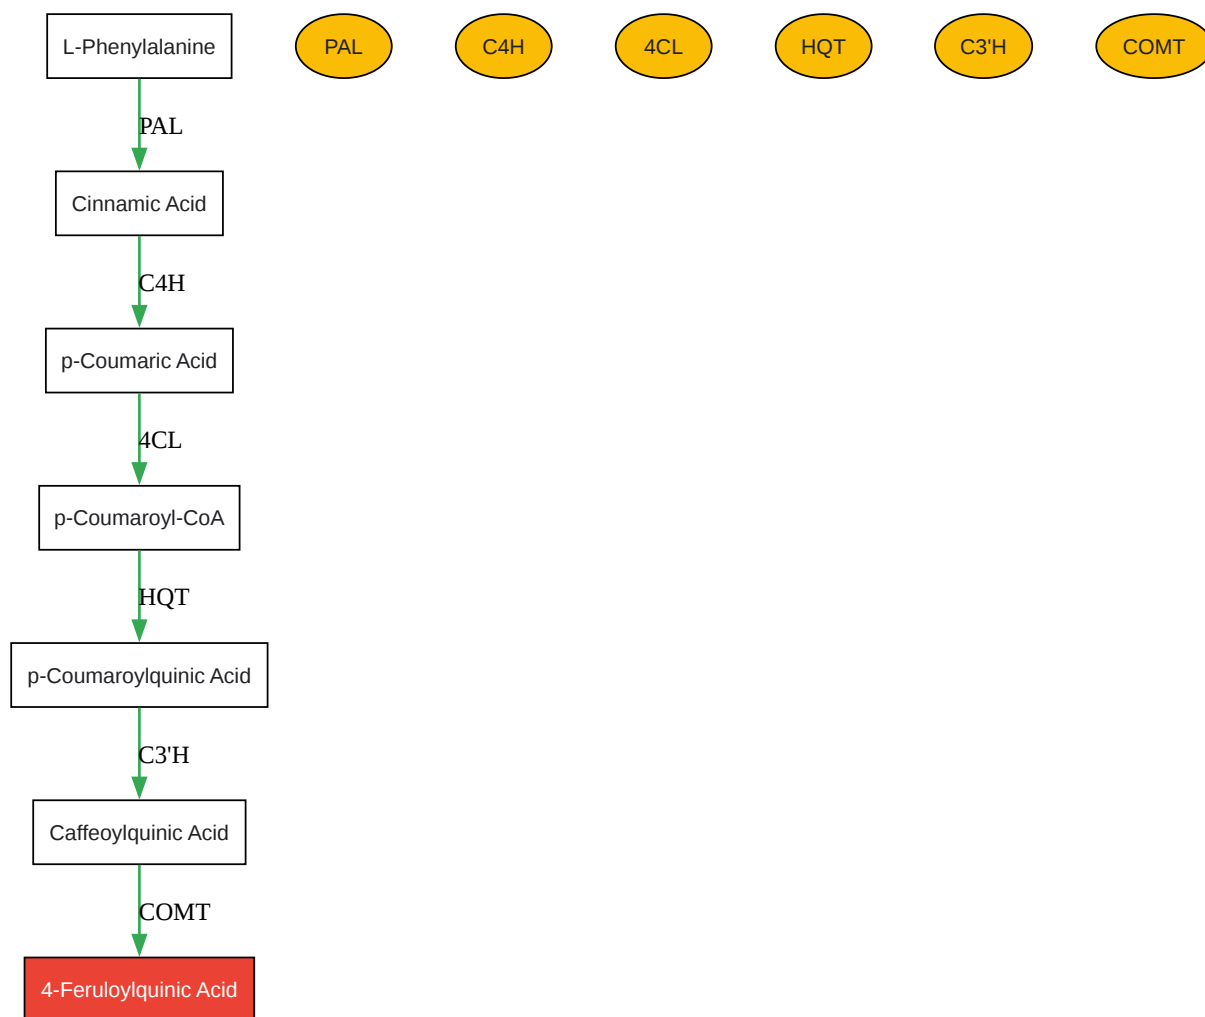 L-Phenylalanine
PAL
C4H
4CL
HQT
C3'H
COMT
PAL
Cinnamic Acid
C4H
p-Coumaric Acid
4CL
p-Coumaroyl-CoA
HQT
p-Coumaroylquinic Acid
C3'H
Caffeoylquinic Acid
COMT
4-Feruloylquinic Acid